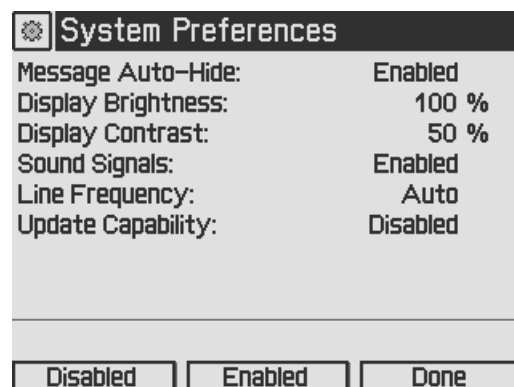 System Preferences
Message Auto-Hide: Enabled
Display Brightness: 100 %
Display Contrast: 50 %
Sound Signals: Enabled
Line Frequency: Auto
Update Capability: Disabled
Disabled Enabled Done